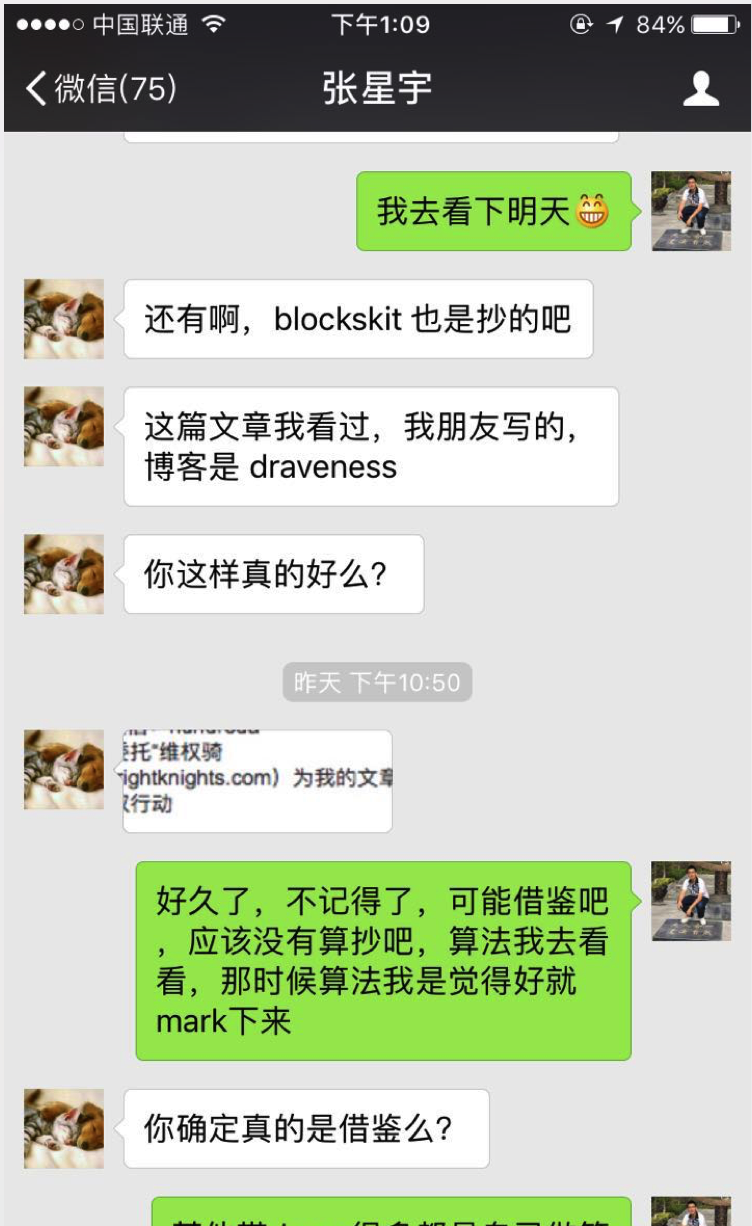 中国联通 下午1:09 84%
微信(75) 张星宇
我去看下明天😁
还有啊，blockskit 也是抄的吧
这篇文章我看过，我朋友写的，
博客是 draveness
你这样真的好么？
昨天 下午10:50
托“维权骑
ightknights.com）为我的文章
行动
好久了，不记得了，可能借鉴吧
，应该没有算抄吧，算法我去看
看，那时候算法我是觉得好就
mark下来
你确定真的是借鉴么？